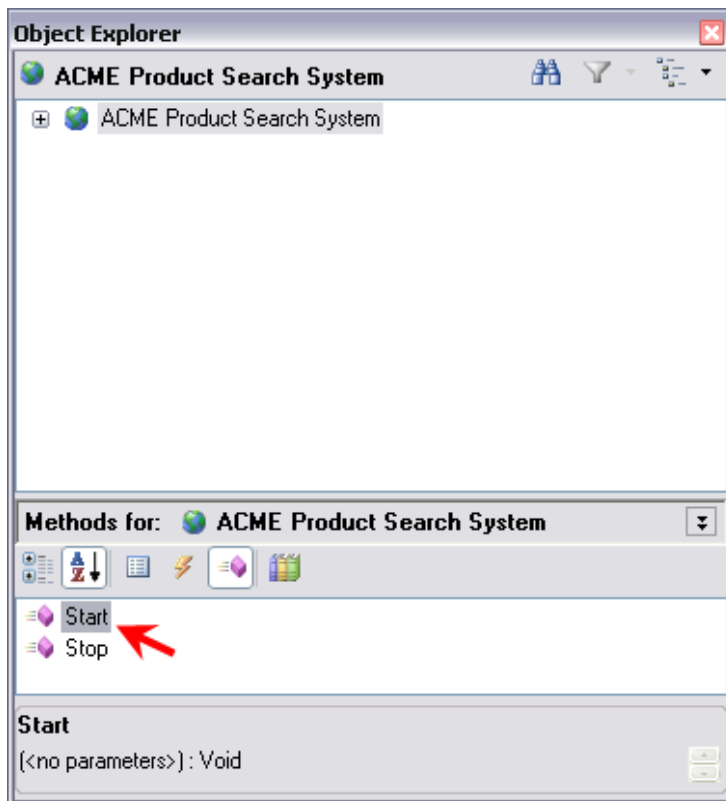 Object Explorer
ACME Product Search System
ACME Product Search System
Methods for: ACME Product Search System
Start
Stop
Start
(<no parameters>) : Void